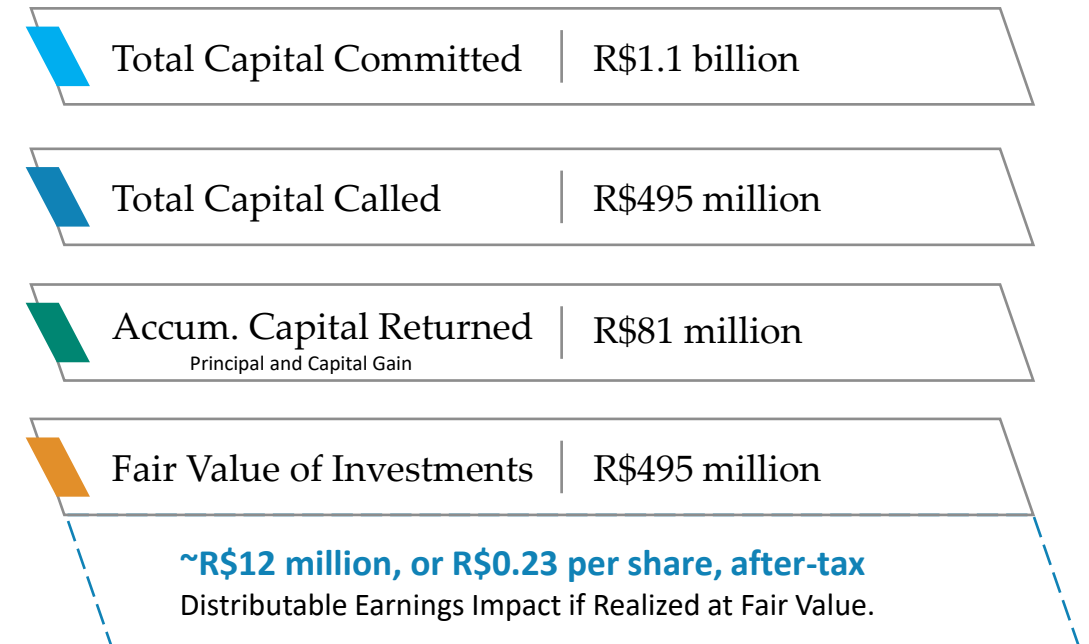 Total Capital Committed R$1.1 billion
Total Capital Called R$495 million
Accum. Capital Returned R$81 million
Principal and Capital Gain
Fair Value of Investments R$495 million
~R$12 million, or R$0.23 per share, after-tax
Distributable Earnings Impact if Realized at Fair Value.